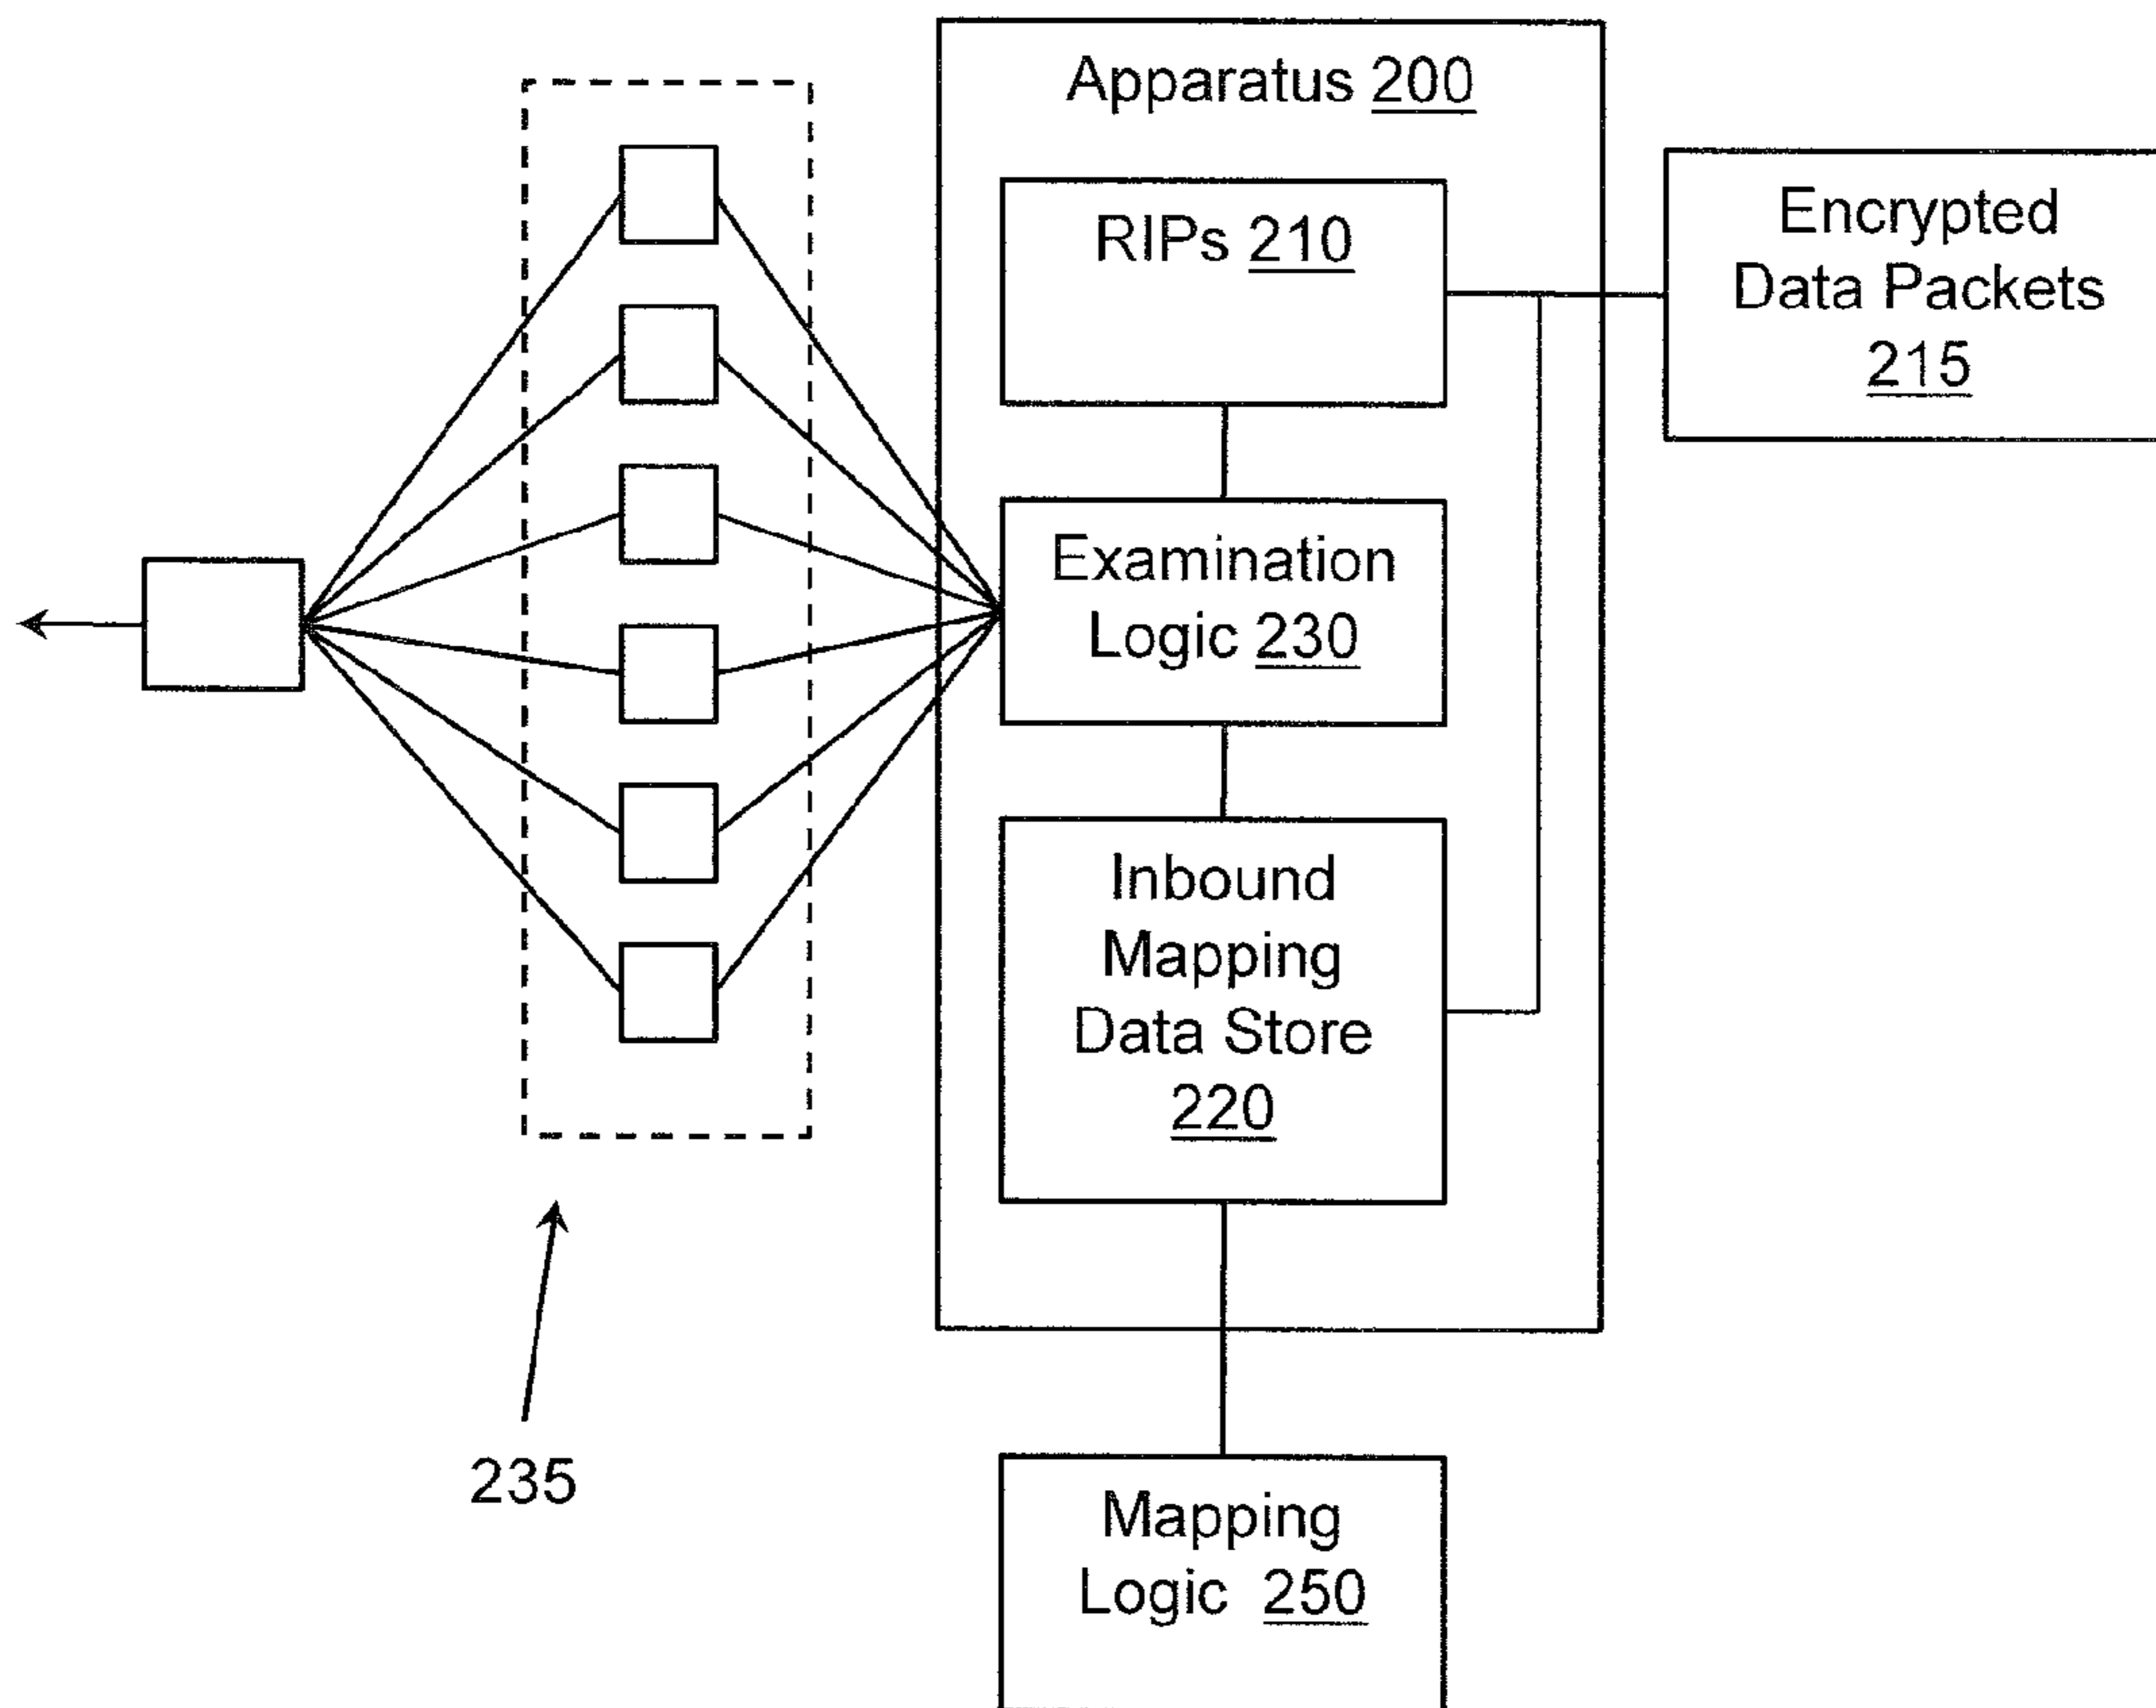 Apparatus 200
RIPs 210
Encrypted
Data Packets
215
Examination
Logic 230
Inbound
Mapping
Data Store
220
235
Mapping
Logic 250